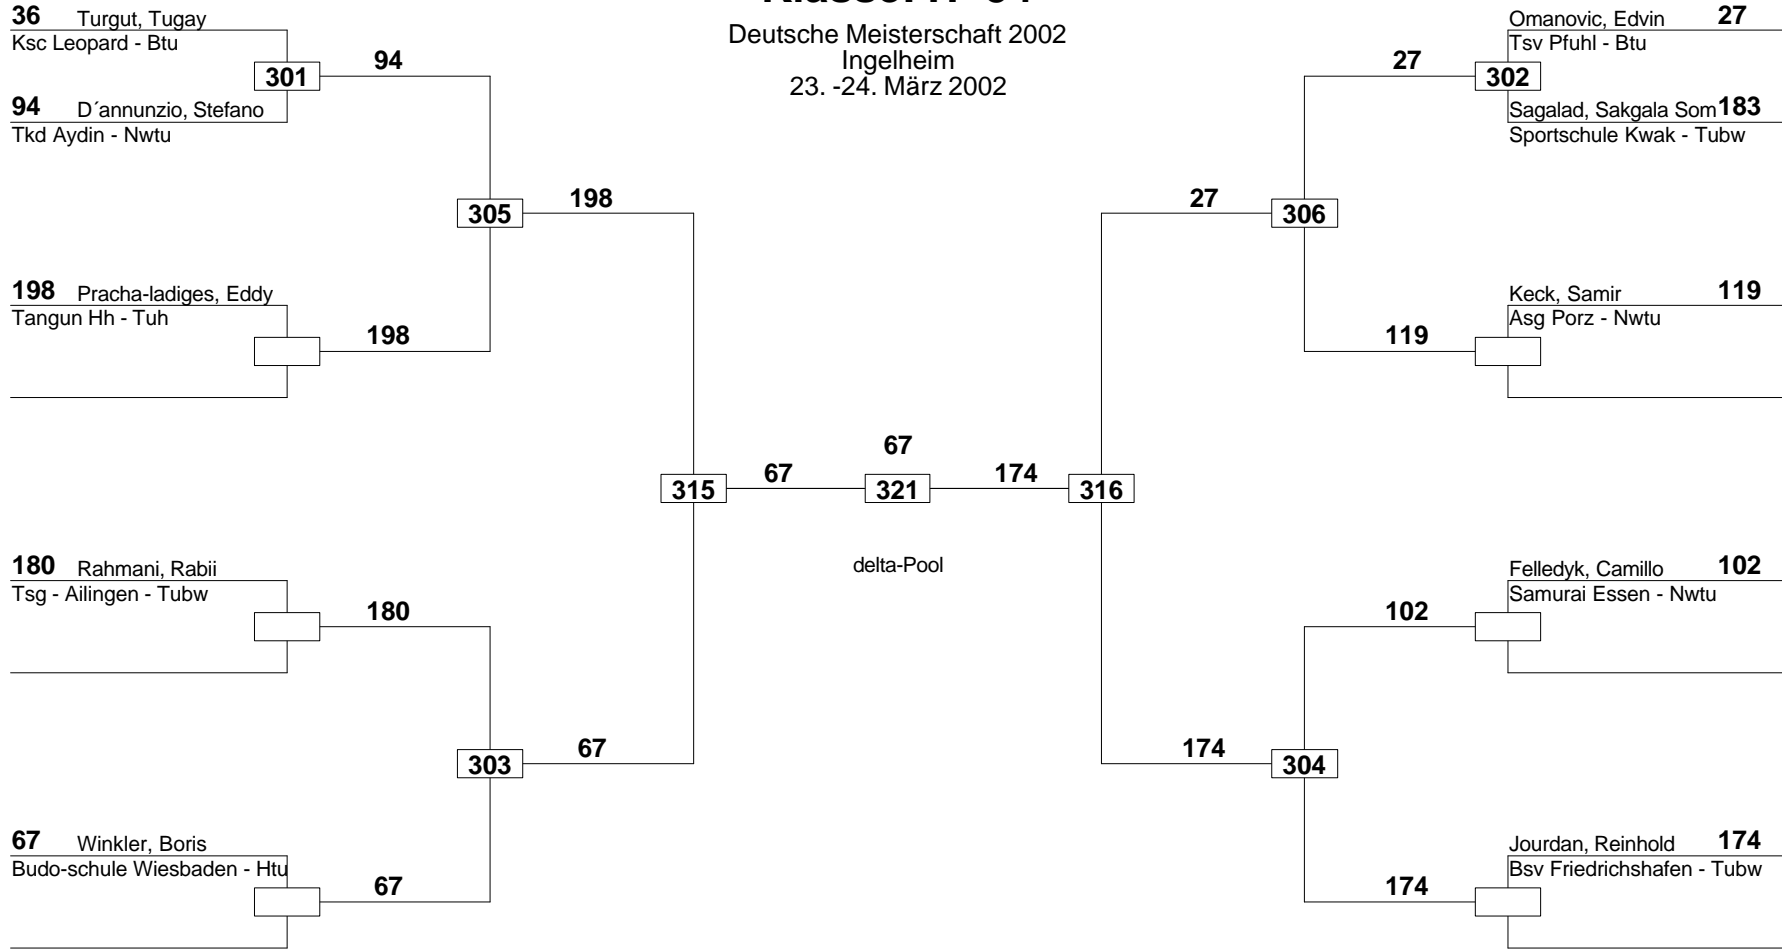 Deutsche Meisterschaft 2002
Ingelheim
23. -24. März 2002
36 Turgut, Tugay
Ksc Leopard - Btu
301
94
94 D´annunzio, Stefano
Tkd Aydin - Nwtu
305
198
198 Pracha-ladiges, Eddy
Tangun Hh - Tuh
198
315
67
180 Rahmani, Rabii
Tsg - Ailingen - Tubw
180
303
67
67 Winkler, Boris
Budo-schule Wiesbaden - Htu
67
67
321
delta-Pool
174
316
Omanovic, Edvin 27
Tsv Pfuhl - Btu
27
302
Sagalad, Sakgala Som 183
Sportschule Kwak - Tubw
27
306
Keck, Samir 119
Asg Porz - Nwtu
119
Felledyk, Camillo 102
Samurai Essen - Nwtu
102
174
304
Jourdan, Reinhold 174
Bsv Friedrichshafen - Tubw
174